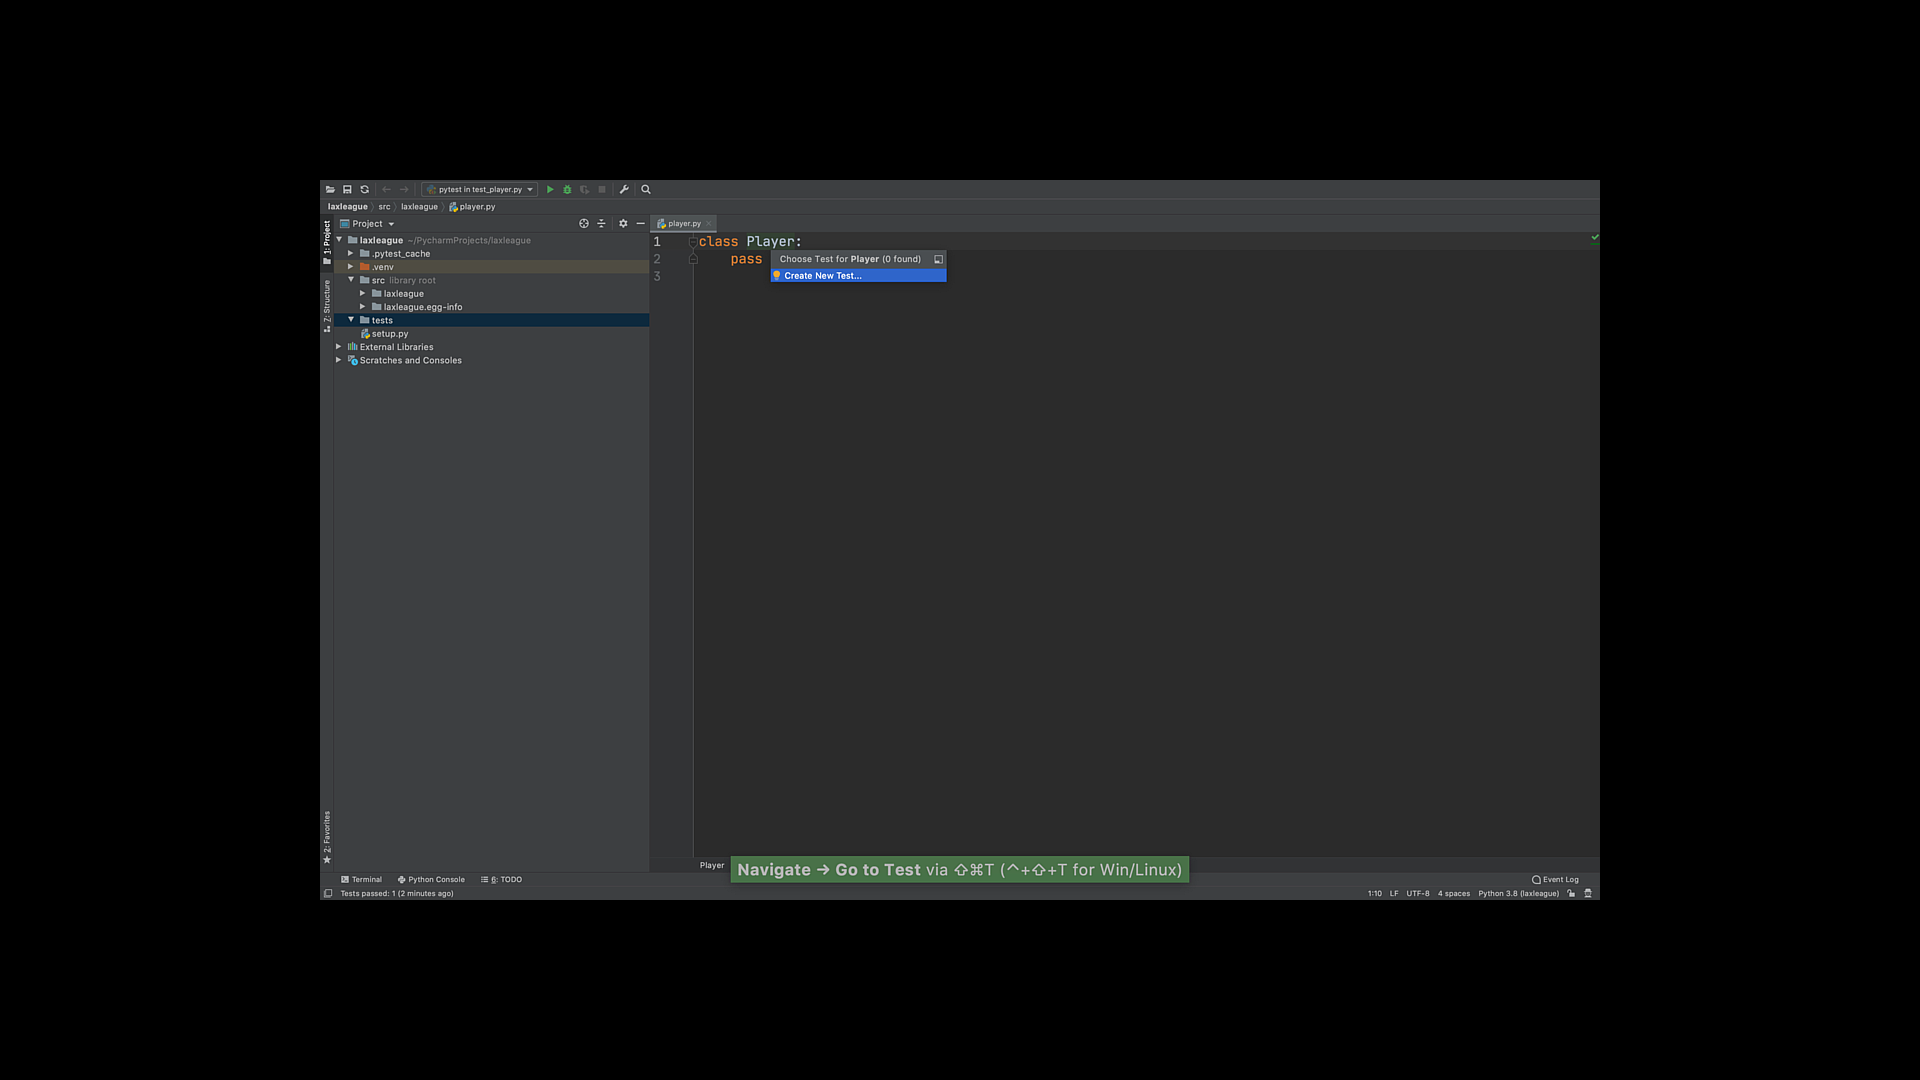 pytest in test_player.py
laxleague src laxleague player.py
1: Project
Project
player.py
laxleague ~/PycharmProjects/laxleague
.pytest_cache
.venv
src library root
laxleague
laxleague.egg-info
tests
setup.py
External Libraries
Scratches and Consoles
Z: Structure
2: Favorites
1 class Player:
2 pass
3
Choose Test for Player (0 found)
Create New Test...
Player
Navigate → Go to Test via ⇧⌘T (^+⇧+T for Win/Linux)
Terminal Python Console 6: TODO Event Log
Tests passed: 1 (2 minutes ago) 1:10 LF UTF-8 4 spaces Python 3.8 (laxleague)